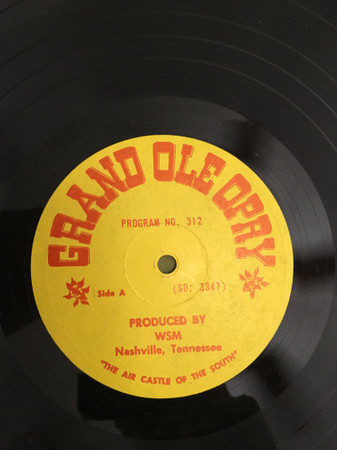 GRAND OLE OPRY
PROGRAM NO. 312
Side A
(SD: 3341)
PRODUCED BY
WSM
Nashville, Tennessee
"THE AIR CASTLE OF THE SOUTH"